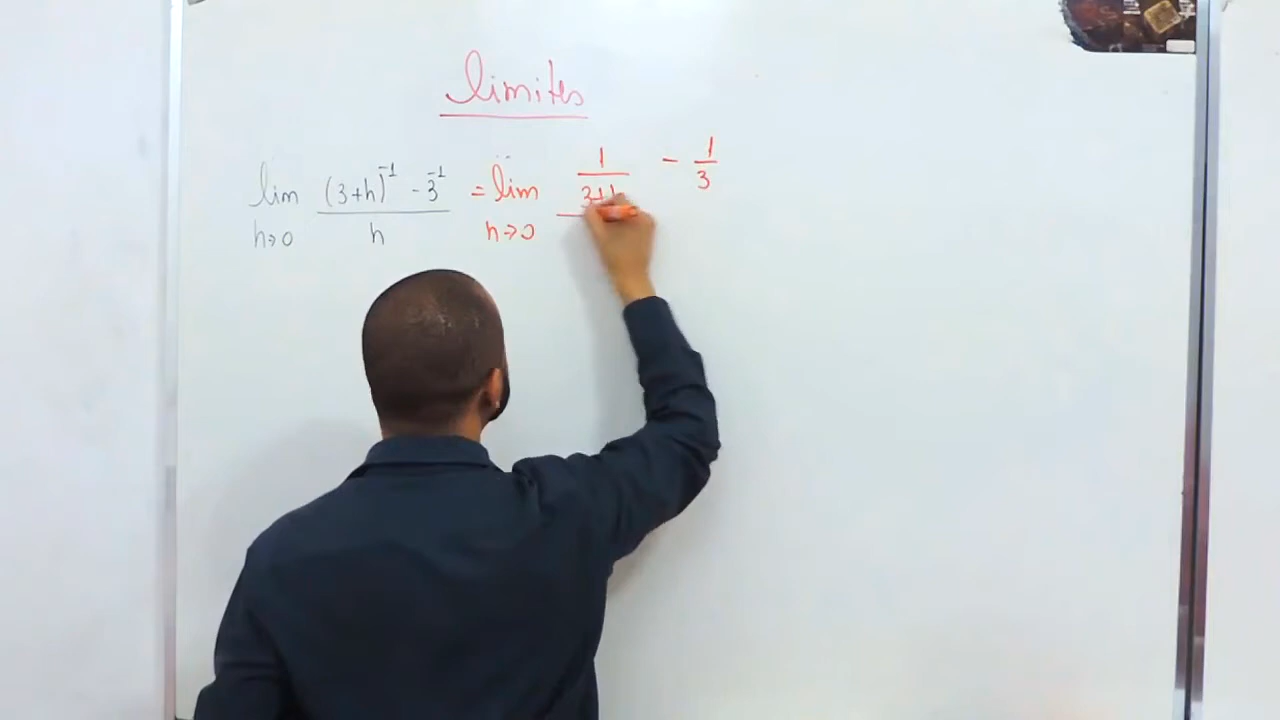 limites
lim (3+h)^-1 - 3^-1 / h = lim 1/3+h - 1/3
h→0 h→0